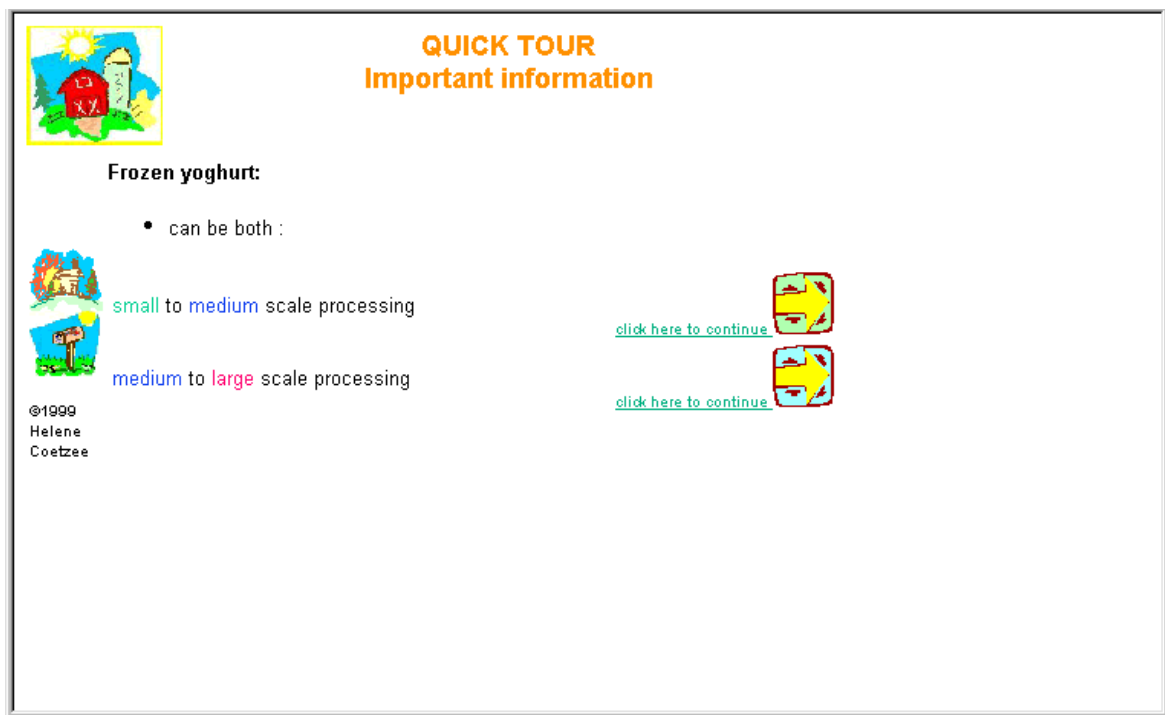 QUICK TOUR
Important information
Frozen yoghurt:
• can be both :
small to medium scale processing
click here to continue
medium to large scale processing
click here to continue
©1999
Helene
Coetzee